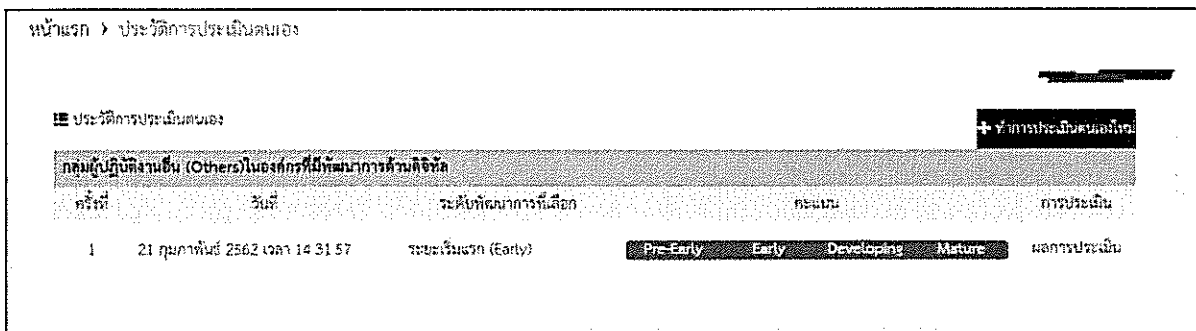 หน้าแรก > ประวัติการประเมินตนเอง
ประวัติการประเมินตนเอง
+ ทำการประเมินตนเองใหม่
กลุ่มผู้ปฏิบัติงานอื่น (Others)ในองค์กรที่มีพัฒนาการด้านดิจิทัล
ครั้งที่ วันที่ ระดับพัฒนาการที่เลือก คะแนน การประเมิน
1 21 กุมภาพันธ์ 2562 เวลา 14:31:57 ระยะเริ่มแรก (Early) Pre-Early Early Developing Mature ผลการประเมิน